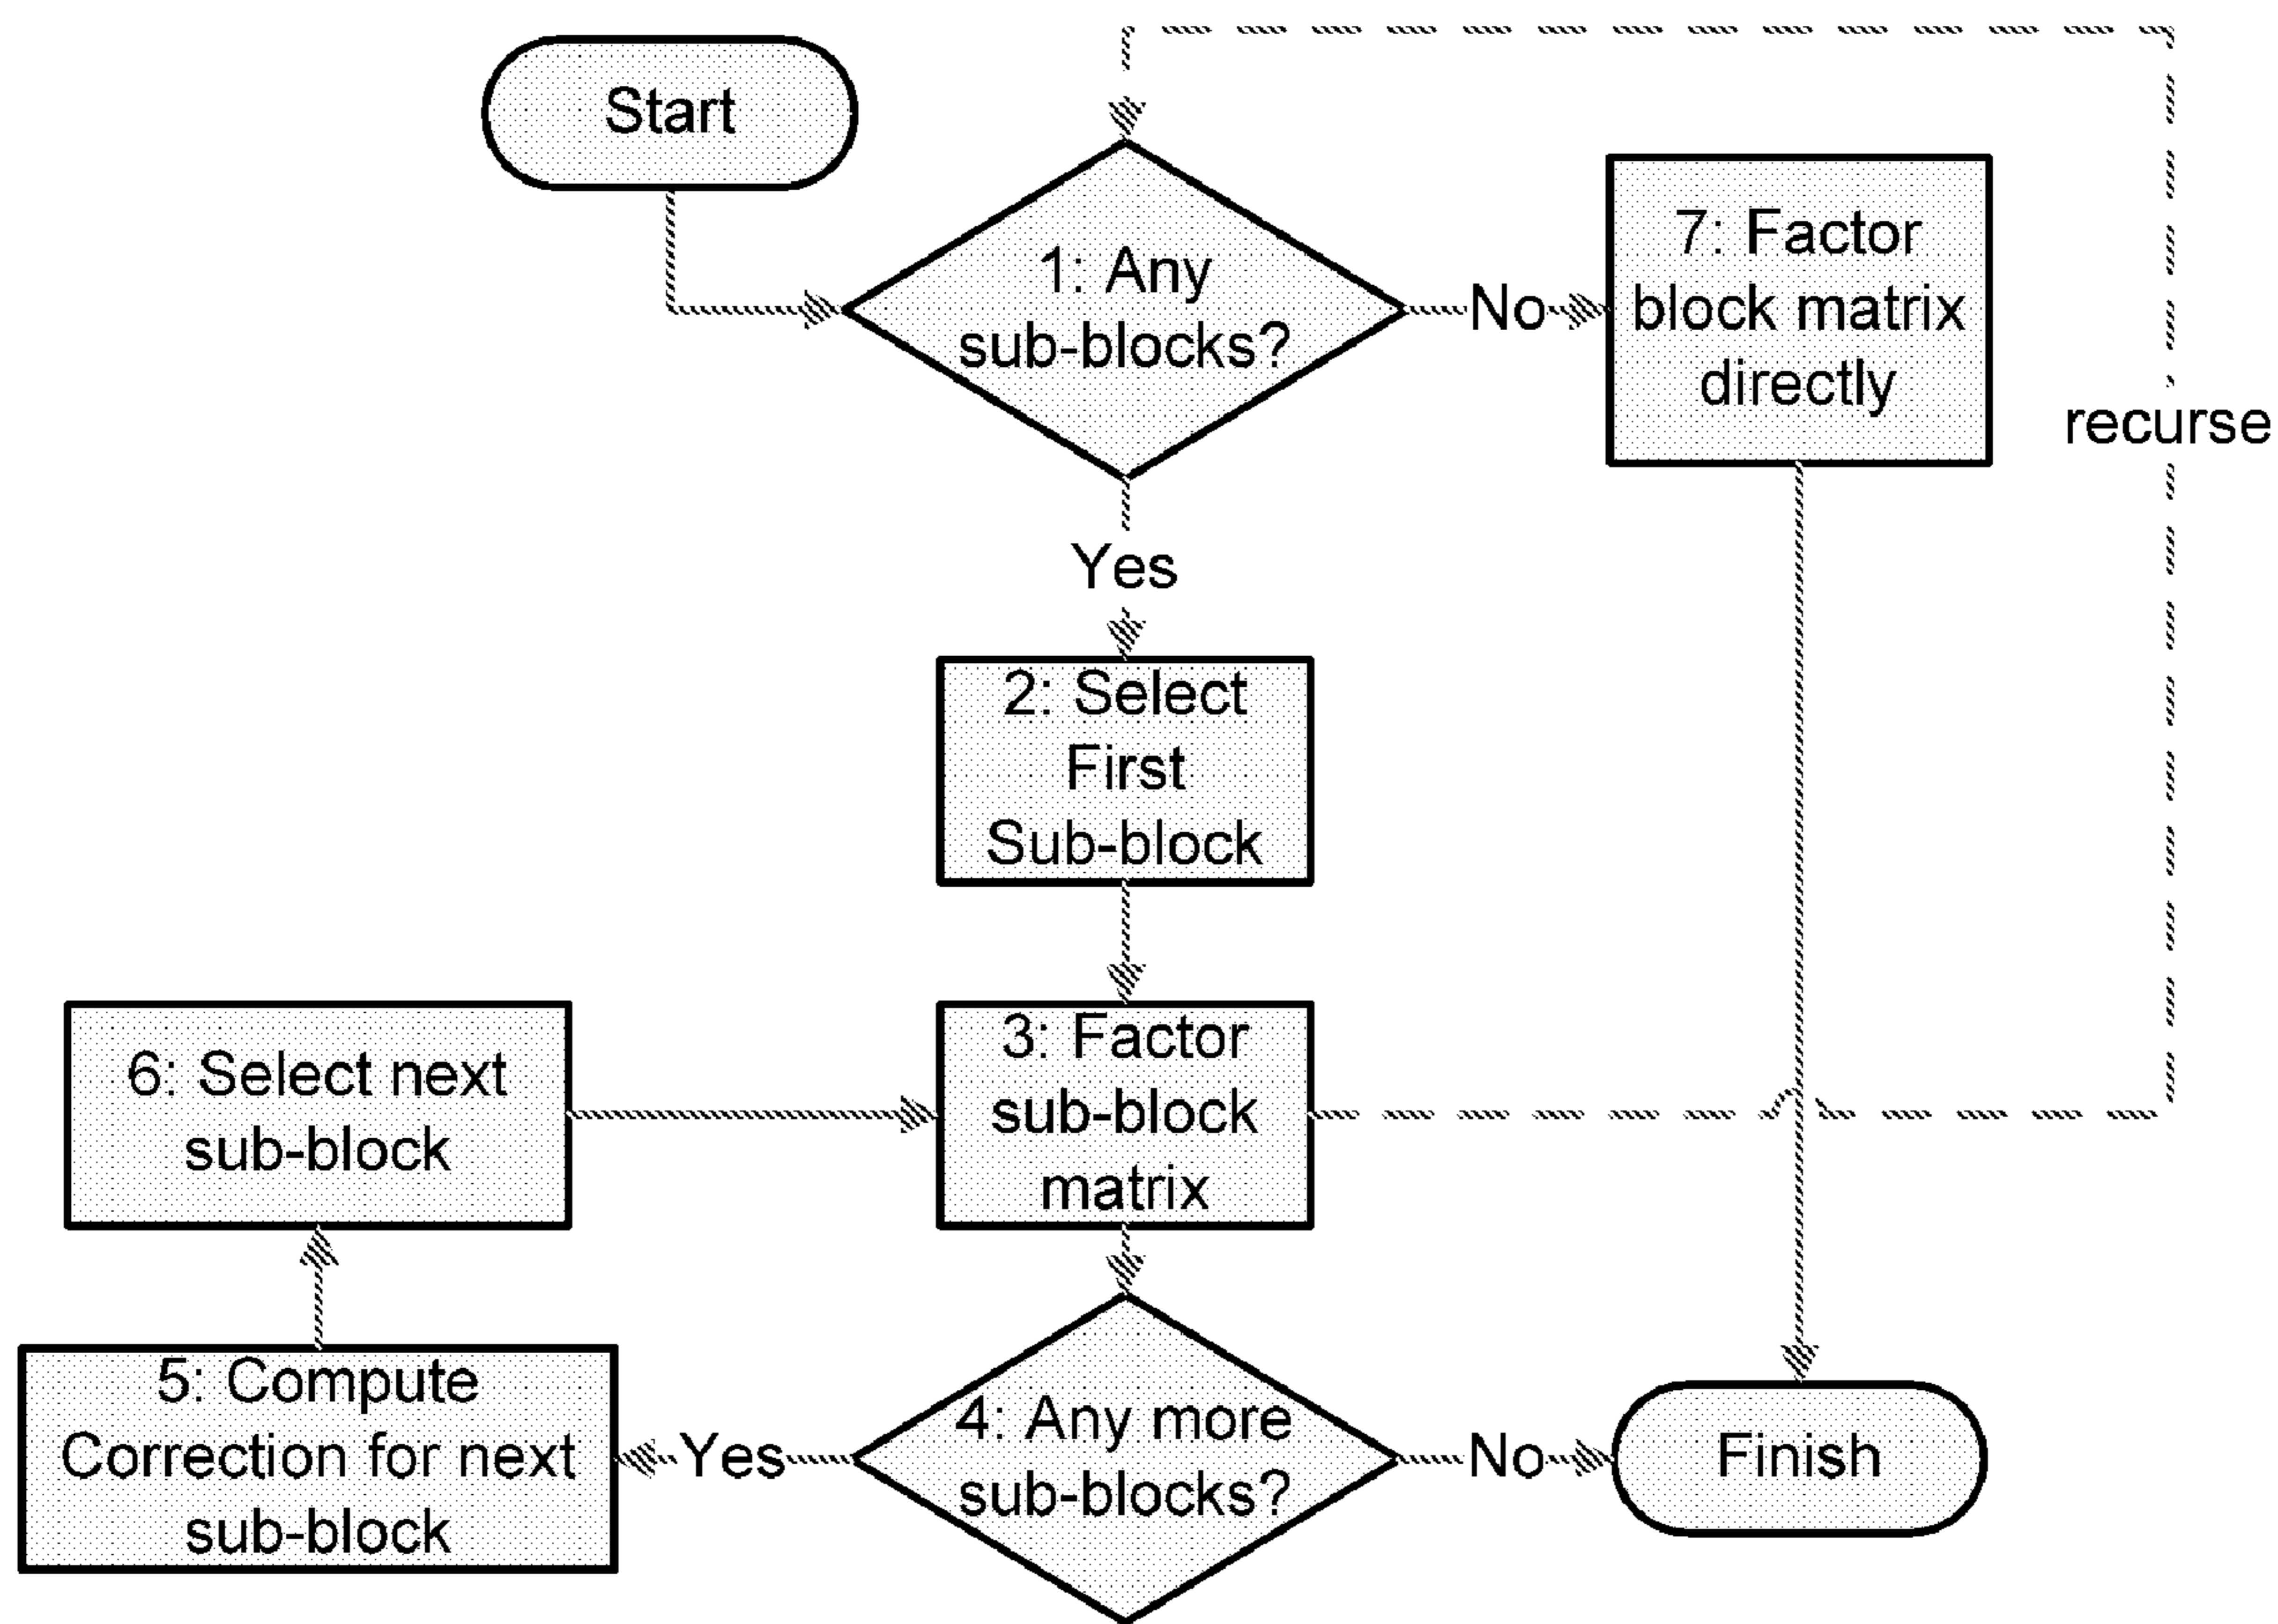 Start
1: Any
sub-blocks?
No
7: Factor
block matrix
directly
recurse
Yes
2: Select
First
Sub-block
6: Select next
sub-block
3: Factor
sub-block
matrix
5: Compute
Correction for next
sub-block
Yes
4: Any more
sub-blocks?
No
Finish